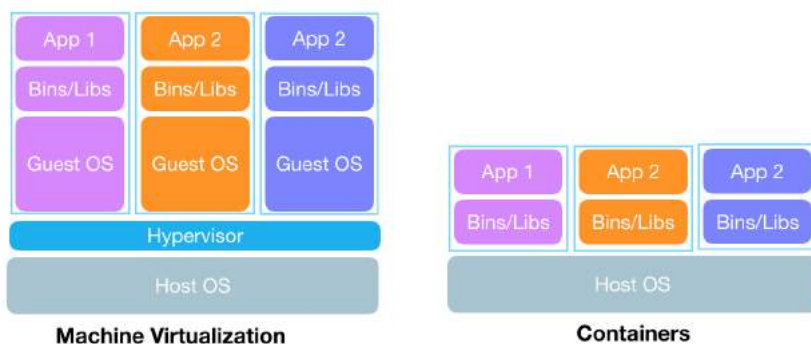 App 1
App 2
App 2
Bins/Libs
Bins/Libs
Bins/Libs
Guest OS
Guest OS
Guest OS
Hypervisor
Host OS
Machine Virtualization
App 1
App 2
App 2
Bins/Libs
Bins/Libs
Bins/Libs
Host OS
Containers